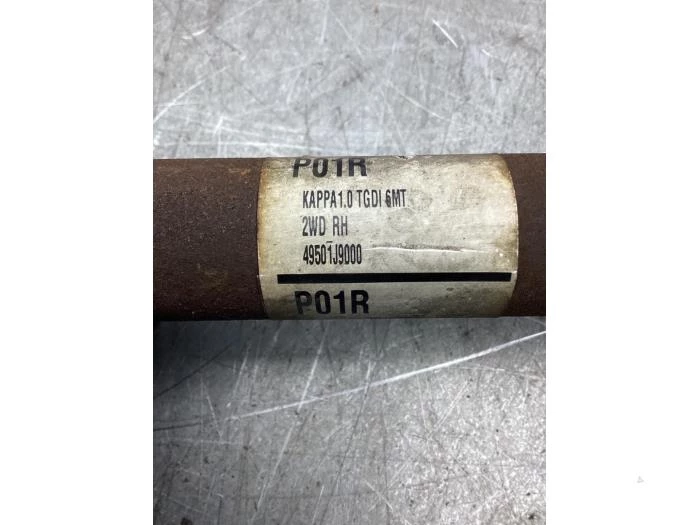 P01R
KAPPA1.0 TGDI 6MT
2WD RH
49501J9000
P01R